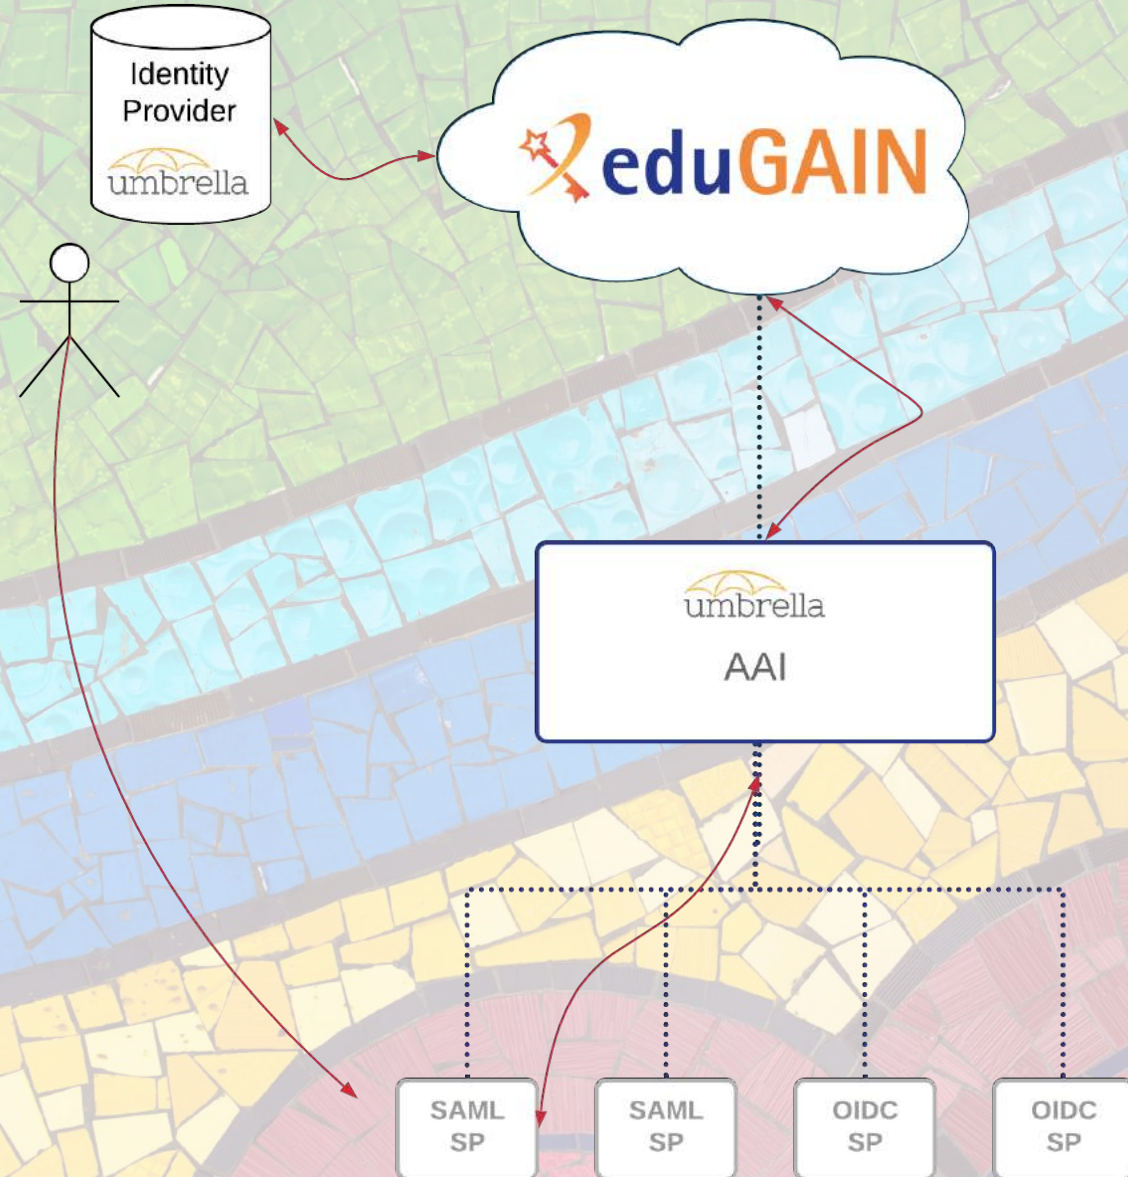 Identity
Provider
umbrella
eduGAIN
umbrella
AAI
SAML
SP
SAML
SP
OIDC
SP
OIDC
SP